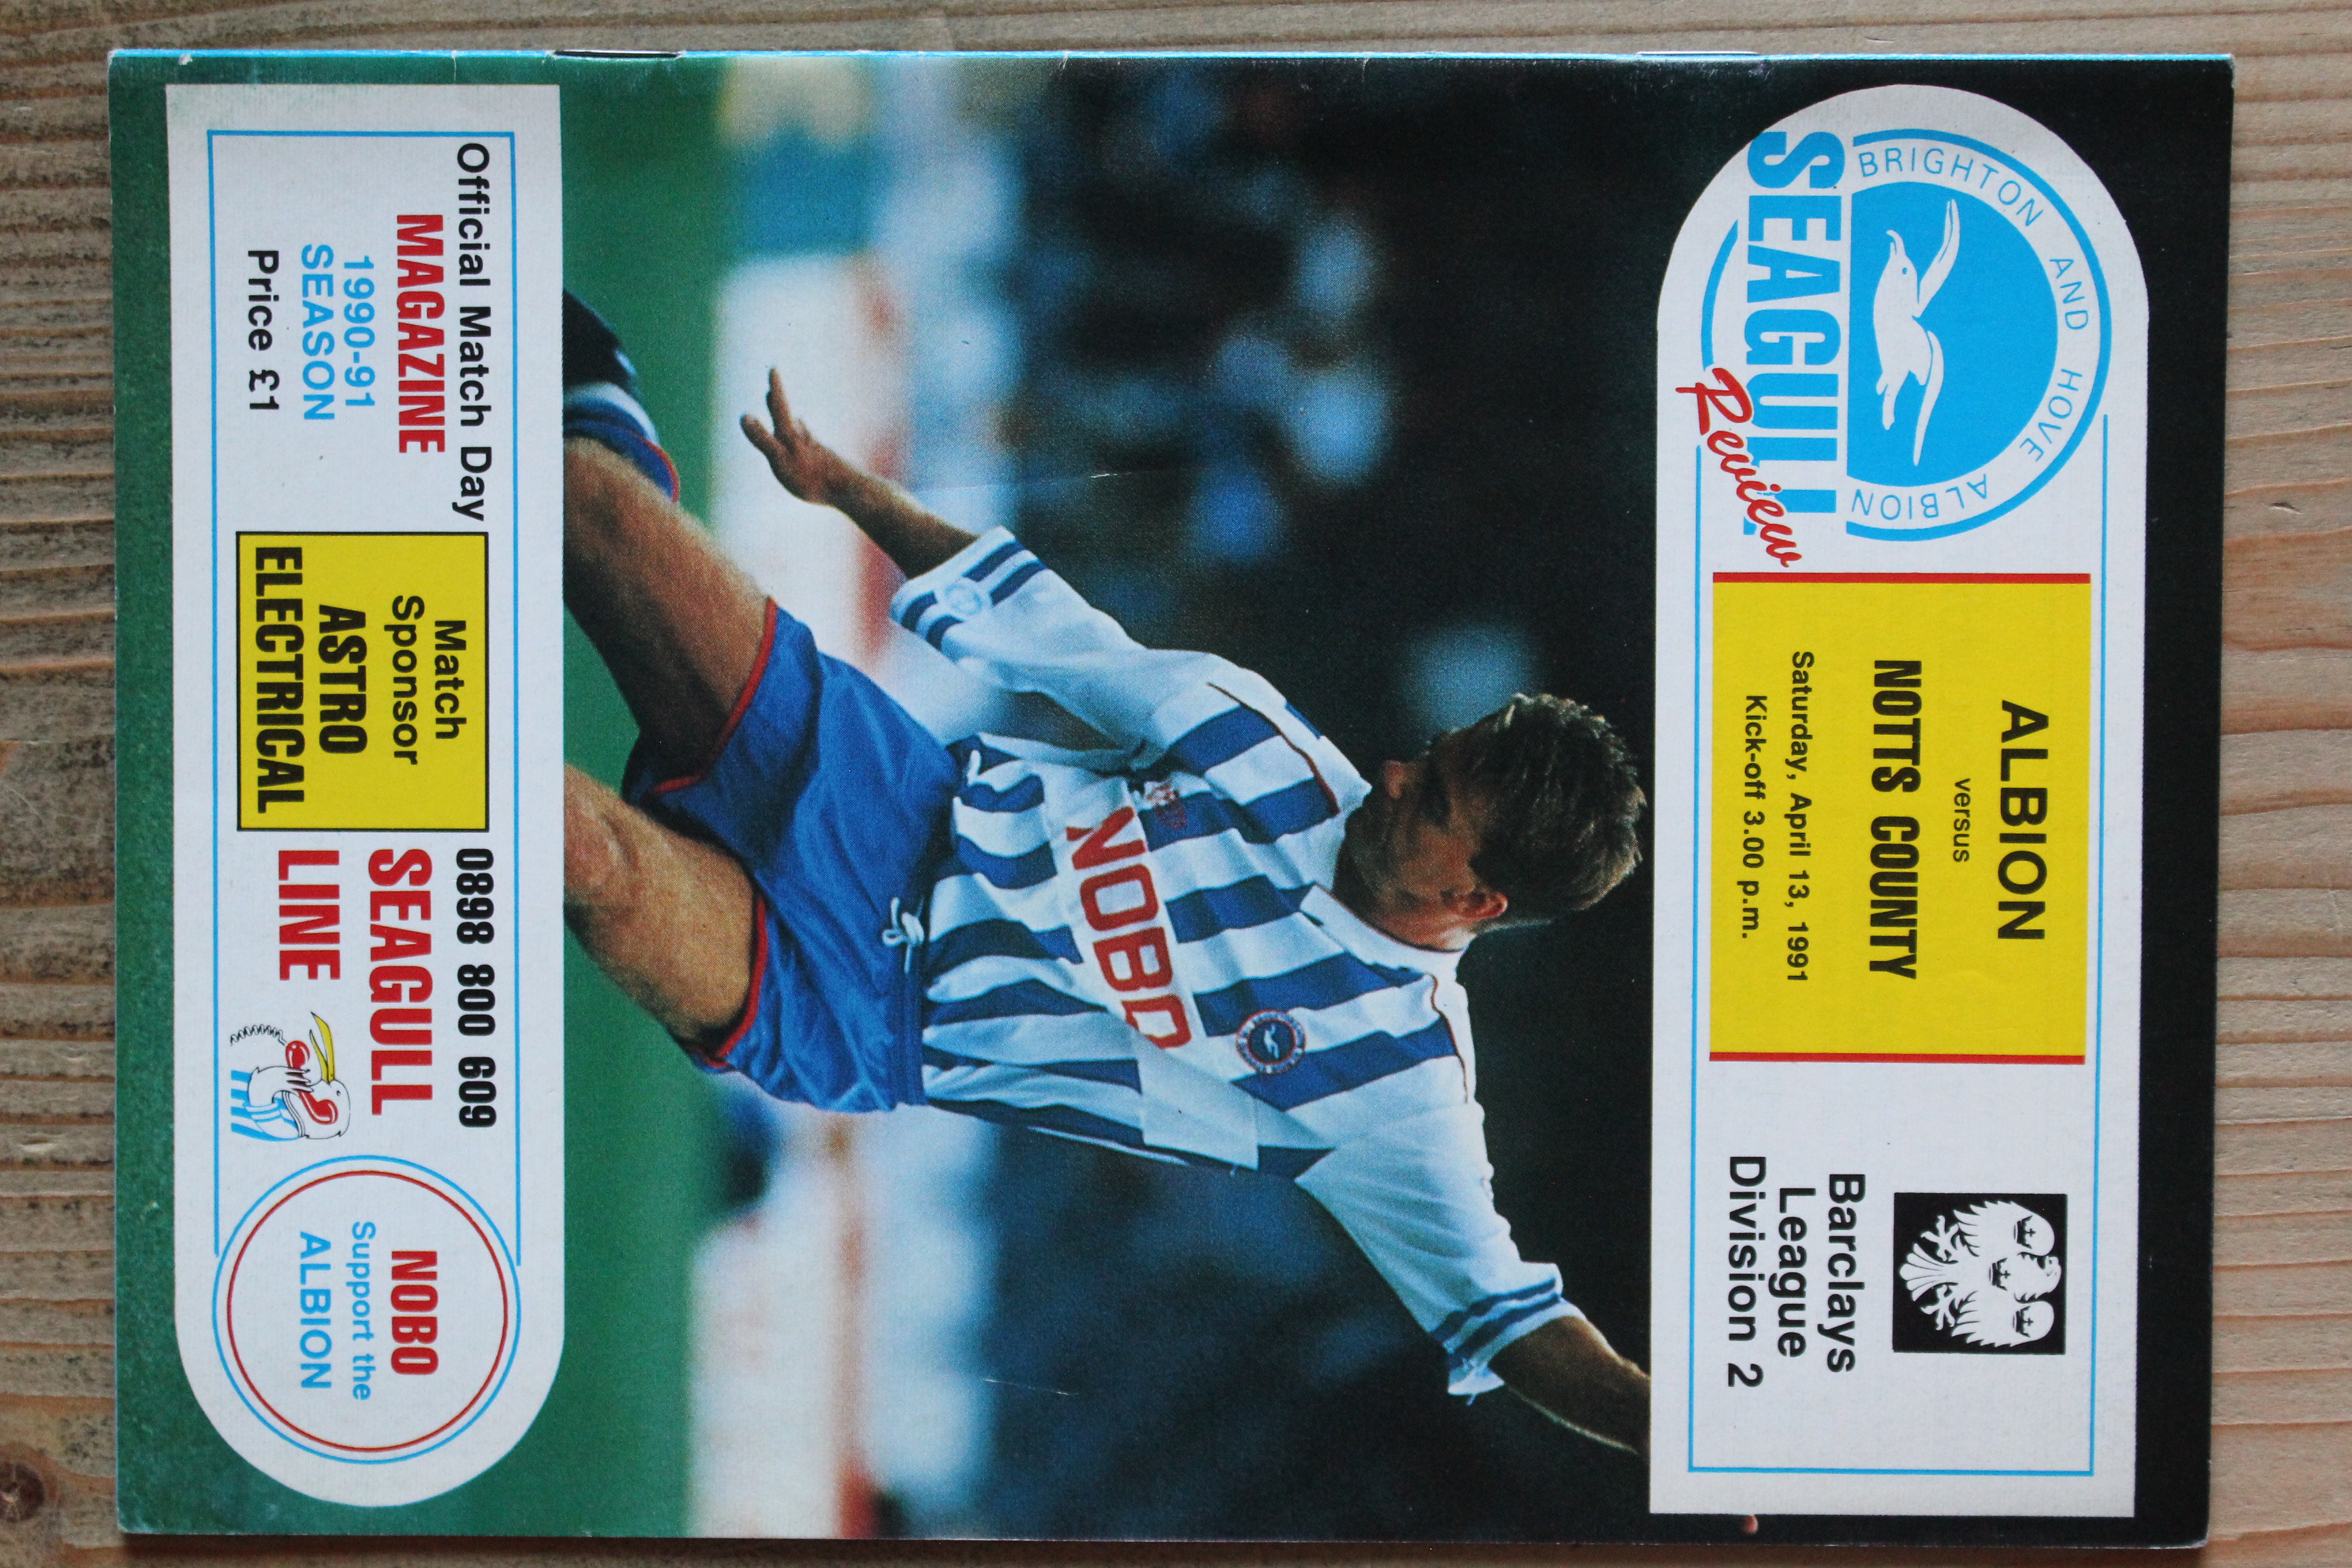 BRIGHTON AND HOVE ALBION
SEAGULL
Review
ALBION
versus
NOTTS COUNTY
Saturday, April 13, 1991
Kick-off 3.00 p.m.
Barclays
League
Division 2
NOBO
Official Match Day
MAGAZINE
1990-91
SEASON
Price £1
Match
Sponsor
ASTRO
ELECTRICAL
0898 800 609
SEAGULL
LINE
NOBO
Support the
ALBION